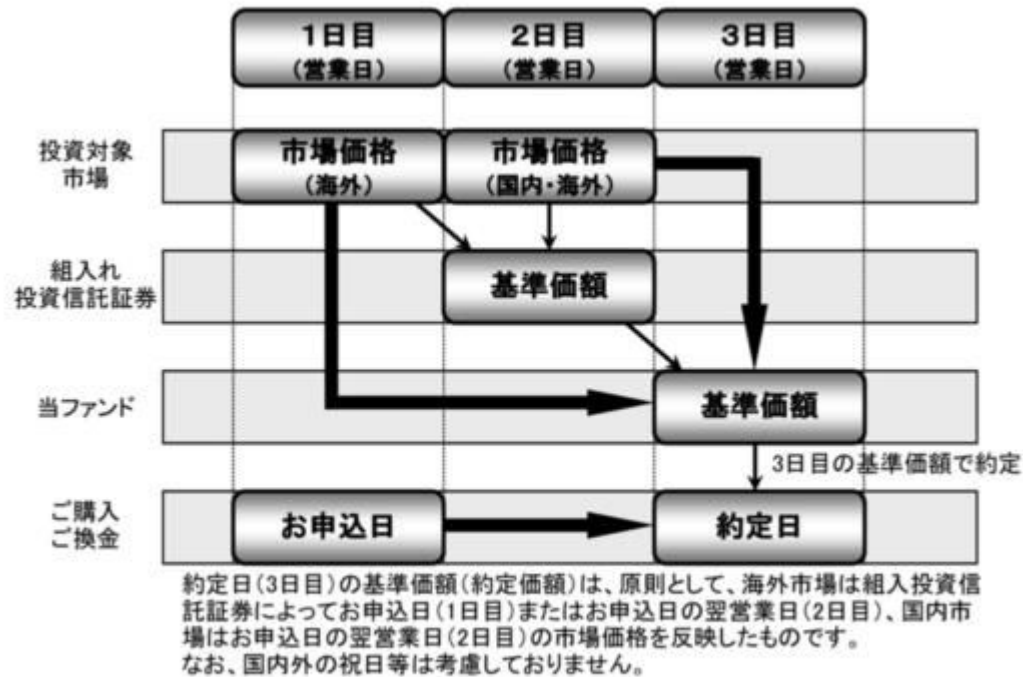 1日目
(営業日)
2日目
(営業日)
3日目
(営業日)
投資対象
市場
市場価格
(海外)
市場価格
(国内・海外)
組入れ
投資信託証券
基準価額
当ファンド
基準価額
3日目の基準価額で約定
ご購入
ご換金
お申込日
約定日
約定日(3日目)の基準価額(約定価額)は、原則として、海外市場は組入投資信
託証券によってお申込日(1日目)またはお申込日の翌営業日(2日目)、国内市
場はお申込日の翌営業日(2日目)の市場価格を反映したものです。
なお、国内外の祝日等は考慮しておりません。